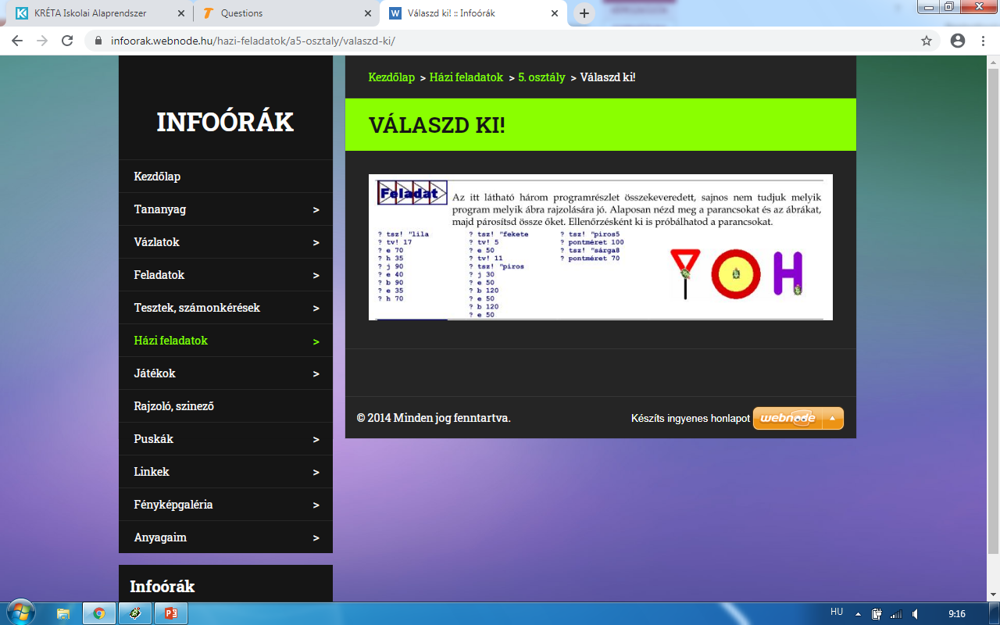 KRÉTA Iskolai Alaprendszer
Questions
Válaszd ki! :: Infoórák
infoorak.webnode.hu/hazi-feladatok/a5-osztaly/valaszd-ki/
INFOÓRÁK
Kezdőlap
Tananyag >
Vázlatok >
Feladatok >
Tesztek, számonkérések >
Házi feladatok >
Játékok >
Rajzoló, szinező
Puskák >
Linkek >
Fényképgaléria >
Anyagaim >
Infoórák
Kezdőlap > Házi feladatok > 5. osztály > Válaszd ki!
VÁLASZD KI!
Feladat
Az itt látható három programrészlet összekeveredett, sajnos nem tudjuk melyik
program melyik ábra rajzolására jó. Alaposan nézd meg a parancsokat és az ábrákat,
majd párosítsd össze őket. Ellenőrzésként ki is próbálhatod a parancsokat.
? tsz! "lila
? tv! 17
? e 70
? h 35
? j 90
? e 40
? b 90
? e 35
? h 70
? tsz! "fekete
? tv! 5
? e 50
? tv! 11
? tsz! "piros
? j 30
? e 50
? b 120
? e 50
? b 120
? e 50
? tsz! "piros5
? pontméret 100
? tsz! "sárga8
? pontméret 70
© 2014 Minden jog fenntartva.
Készíts ingyenes honlapot webnode
HU
9:16